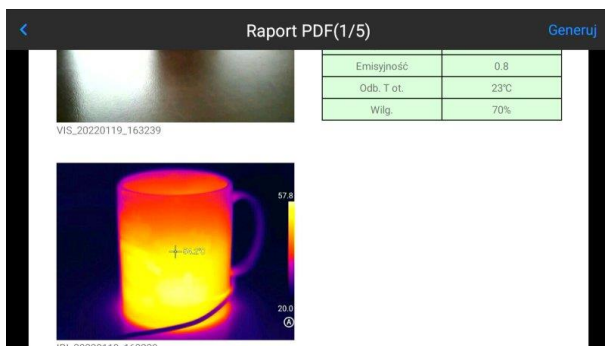 Raport PDF(1/5)
Generuj
Emisyjność 0.8
Odb. T ot. 23℃
Wilg. 70%
VIS_20220119_163239
57.8
20.0
A